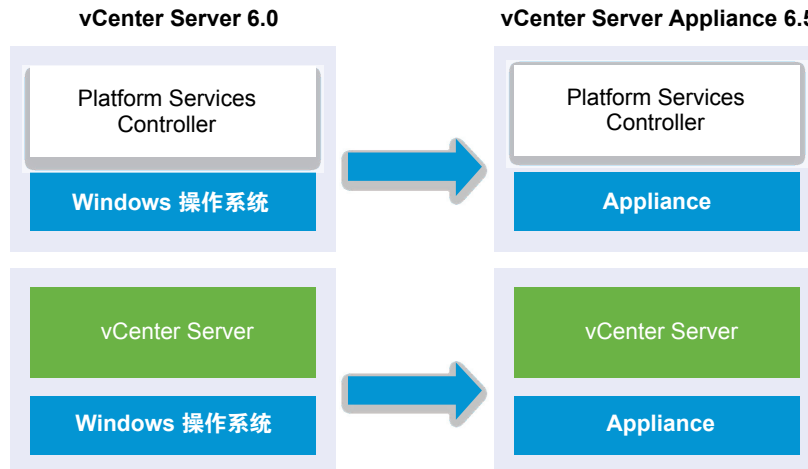 vCenter Server 6.0
vCenter Server Appliance 6.5
Platform Services
Controller
Platform Services
Controller
Windows 操作系统
Appliance
vCenter Server
vCenter Server
Windows 操作系统
Appliance